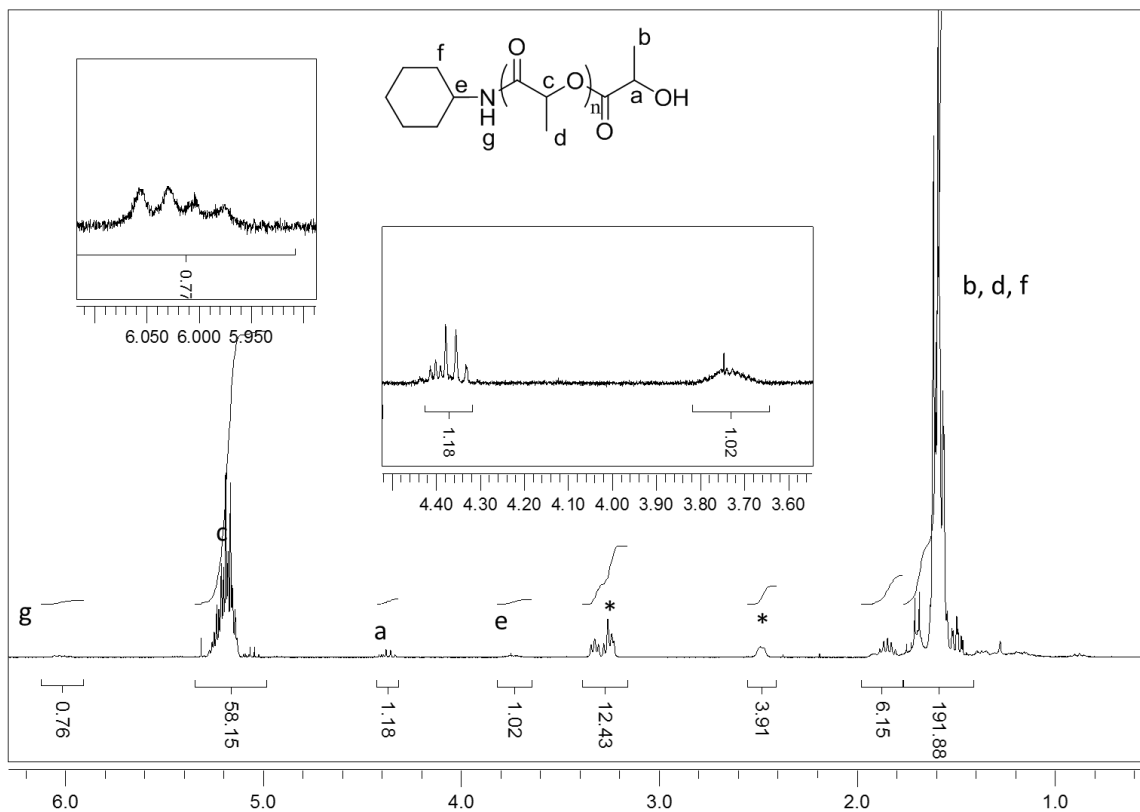 b
f
O
c
O
e
a
N
n
OH
H
O
g
d
0.77
6.050 6.000 5.950
1.18
1.02
4.40 4.30 4.20 4.10 4.00 3.90 3.80 3.70 3.60
b, d, f
c
g
a
e
*
*
0.76
58.15
1.18
1.02
12.43
3.91
6.15
191.88
6.0 5.0 4.0 3.0 2.0 1.0